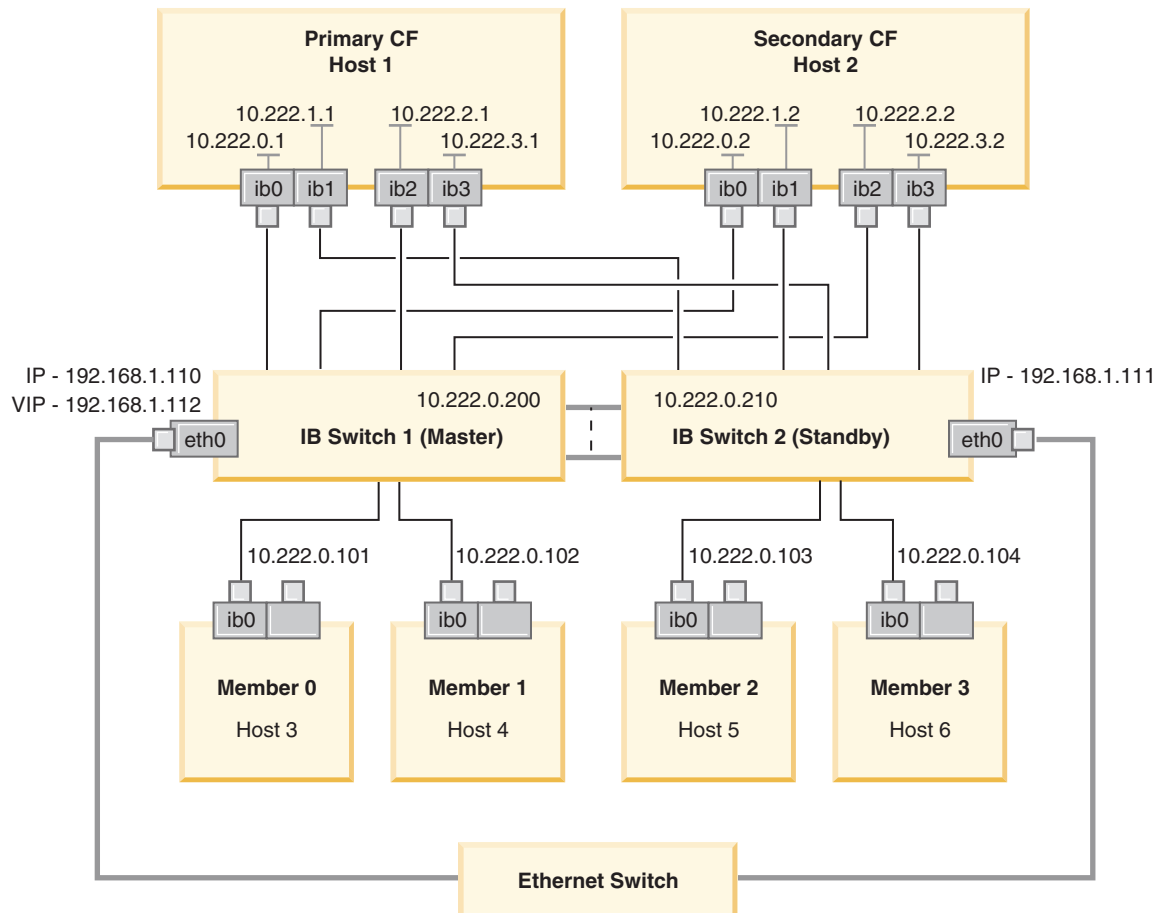 Primary CF
Host 1
Secondary CF
Host 2
10.222.1.1
10.222.2.1
10.222.0.1
10.222.3.1
10.222.1.2
10.222.2.2
10.222.0.2
10.222.3.2
ib0
ib1
ib2
ib3
ib0
ib1
ib2
ib3
IP - 192.168.1.110
VIP - 192.168.1.112
eth0
10.222.0.200
IB Switch 1 (Master)
10.222.0.210
IB Switch 2 (Standby)
IP - 192.168.1.111
eth0
10.222.0.101
10.222.0.102
10.222.0.103
10.222.0.104
ib0
ib0
ib0
ib0
Member 0
Host 3
Member 1
Host 4
Member 2
Host 5
Member 3
Host 6
Ethernet Switch